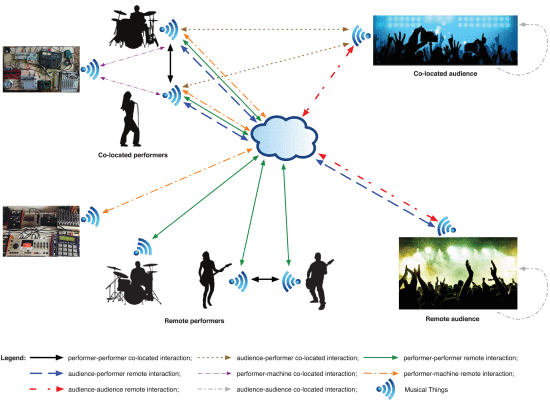 Co-located audience
Co-located performers
Remote performers
Remote audience
Legend: performer-performer co-located interaction; audience-performer co-located interaction; performer-performer remote interaction;
audience-performer remote interaction; performer-machine co-located interaction; performer-machine remote interaction;
audience-audience remote interaction; audience-audience co-located interaction; Musical Things